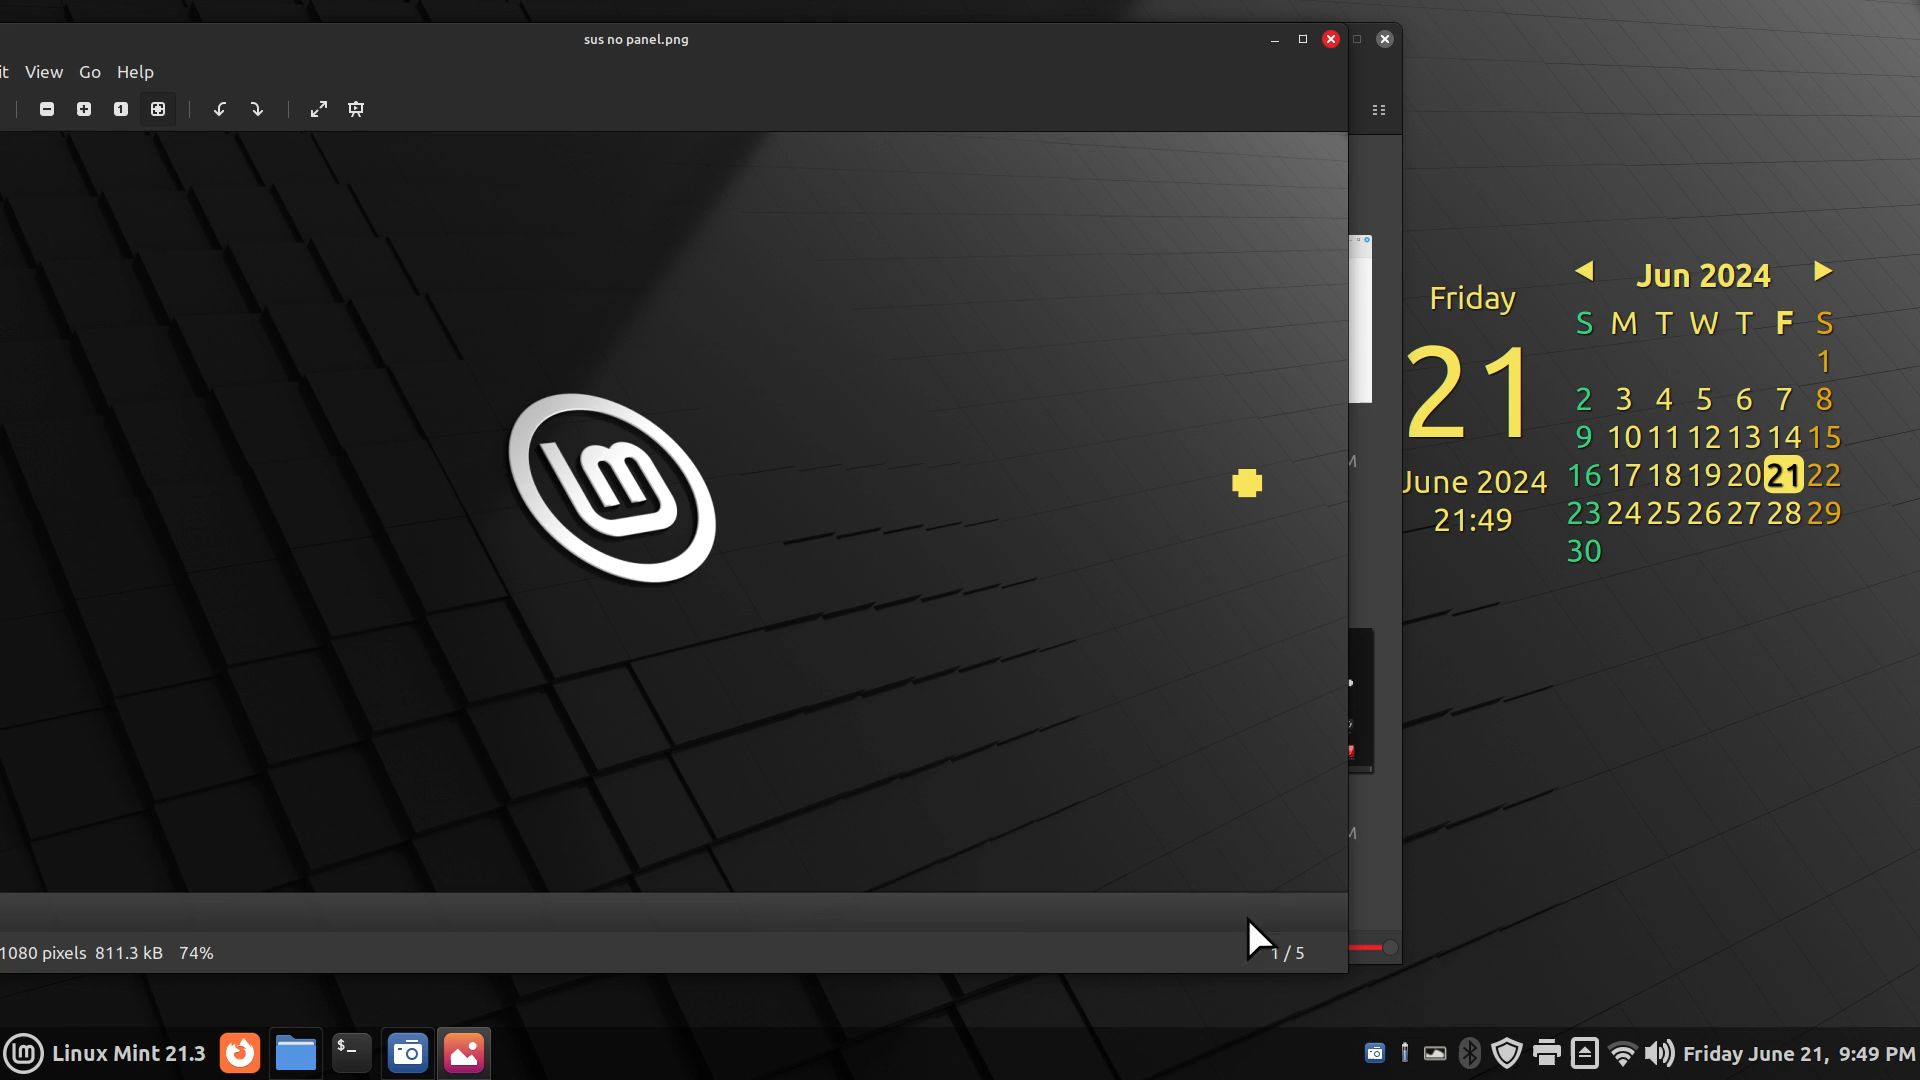 sus no panel.png
it View Go Help
1080 pixels 811.3 kB 74%
1 / 5
M
M
Friday
21
June 2024
21:49
Jun 2024
S M T W T F S
1
2 3 4 5 6 7 8
9 10 11 12 13 14 15
16 17 18 19 20 21 22
23 24 25 26 27 28 29
30
Linux Mint 21.3
Friday June 21, 9:49 PM